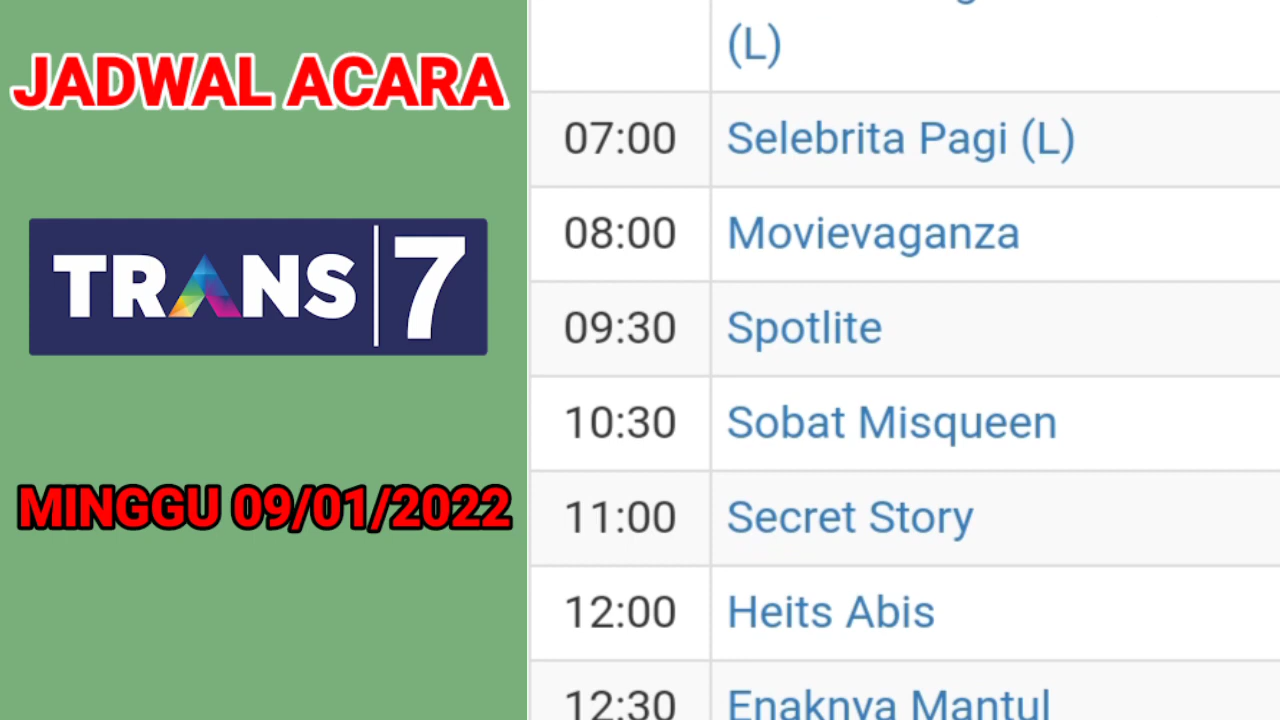 JADWAL ACARA
TRANS|7
MINGGU 09/01/2022
(L)
07:00 Selebrita Pagi (L)
08:00 Movievaganza
09:30 Spotlite
10:30 Sobat Misqueen
11:00 Secret Story
12:00 Heits Abis
12:30 Enaknya Mantul